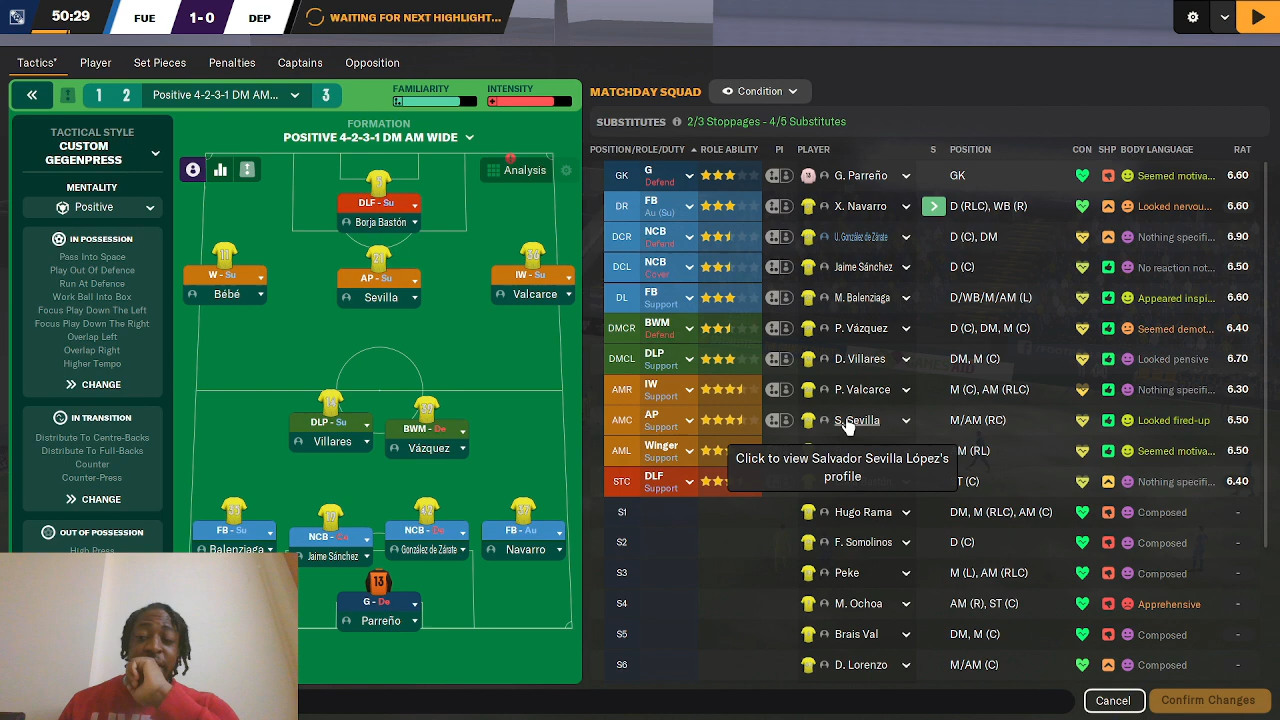 50:29 FUE 1-0 DEP WAITING FOR NEXT HIGHLIGHT...
Tactics* Player Set Pieces Penalties Captains Opposition
1 2 Positive 4-2-3-1 DM AM... 3
FAMILIARITY INTENSITY
TACTICAL STYLE
CUSTOM
GEGENPRESS
MENTALITY
Positive
IN POSSESSION
Pass Into Space
Play Out Of Defence
Run At Defence
Work Ball Into Box
Focus Play Down The Left
Focus Play Down The Right
Overlap Left
Overlap Right
Higher Tempo
CHANGE
IN TRANSITION
Distribute To Centre-Backs
Distribute To Full-Backs
Counter
Counter-Press
CHANGE
OUT OF POSSESSION
FORMATION
POSITIVE 4-2-3-1 DM AM WIDE
Analysis
DLF - Su
Borja Bastón
W - Su
Bébé
21
AP - Su
Sevilla
IW - Su
Valcarce
DLP - Su
Villares
BWM - De
Vázquez
FB - Su
Balenziaga
NCB - Co
Jaime Sánchez
NCB - De
González de Zárate
FB - Au
Navarro
13
G - De
Parreño
MATCHDAY SQUAD Condition
SUBSTITUTES 2/3 Stoppages - 4/5 Substitutes
POSITION/ROLE/DUTY ROLE ABILITY PI PLAYER S POSITION CON SHP BODY LANGUAGE RAT
GK G Defend G. Parreño GK Seemed motiva... 6.60
DR FB Au (Su) X. Navarro D (RLC), WB (R) Looked nervou... 6.60
DCR NCB Defend U. González de Zárate D (C), DM Nothing specifi... 6.90
DCL NCB Cover Jaime Sánchez D (C) No reaction not... 6.50
DL FB Support M. Balenziaga D/WB/M/AM (L) Appeared inspi... 6.60
DMCR BWM Defend P. Vázquez D (C), DM, M (C) Seemed demot... 6.40
DMCL DLP Support D. Villares DM, M (C) Looked pensive 6.70
AMR IW Support P. Valcarce M (C), AM (RLC) Nothing specifi... 6.30
AMC AP Support S. Sevilla M/AM (RC) Looked fired-up 6.50
AML Winger Support (RL) Seemed motiva... 6.50
Click to view Salvador Sevilla López's
profile
STC DLF Support (C) Nothing specifi... 6.40
S1 Hugo Rama DM, M (RLC), AM (C) Composed -
S2 F. Somolinos D (C) Composed -
S3 Peke M (L), AM (RLC) Composed -
S4 M. Ochoa AM (R), ST (C) Apprehensive -
S5 Brais Val DM, M (C) Composed -
S6 D. Lorenzo M/AM (C) Composed -
Cancel Confirm Changes